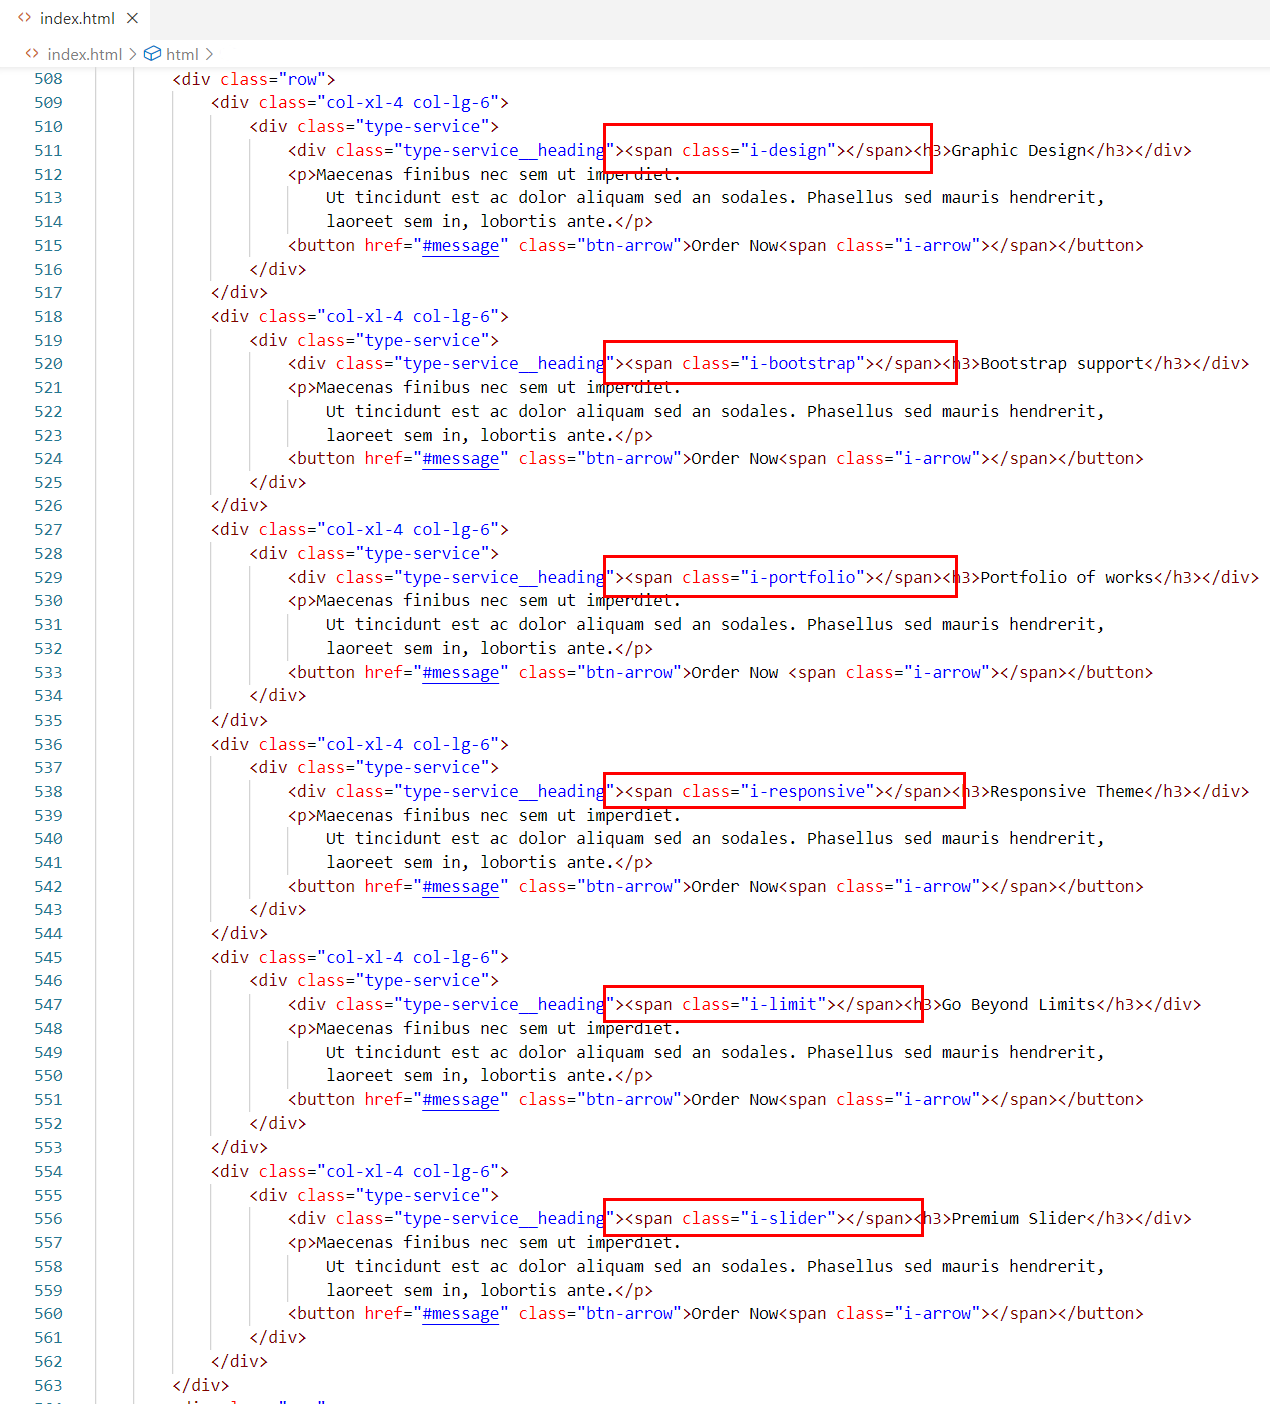 index.html
index.html > html >
508 <div class="row">
509 <div class="col-xl-4 col-lg-6">
510 <div class="type-service">
511 <div class="type-service__heading"><span class="i-design"></span><h3>Graphic Design</h3></div>
512 <p>Maecenas finibus nec sem ut imperdiet.
513 Ut tincidunt est ac dolor aliquam sed an sodales. Phasellus sed mauris hendrerit,
514 laoreet sem in, lobortis ante.</p>
515 <button href="#message" class="btn-arrow">Order Now<span class="i-arrow"></span></button>
516 </div>
517 </div>
518 <div class="col-xl-4 col-lg-6">
519 <div class="type-service">
520 <div class="type-service__heading"><span class="i-bootstrap"></span><h3>Bootstrap support</h3></div>
521 <p>Maecenas finibus nec sem ut imperdiet.
522 Ut tincidunt est ac dolor aliquam sed an sodales. Phasellus sed mauris hendrerit,
523 laoreet sem in, lobortis ante.</p>
524 <button href="#message" class="btn-arrow">Order Now<span class="i-arrow"></span></button>
525 </div>
526 </div>
527 <div class="col-xl-4 col-lg-6">
528 <div class="type-service">
529 <div class="type-service__heading"><span class="i-portfolio"></span><h3>Portfolio of works</h3></div>
530 <p>Maecenas finibus nec sem ut imperdiet.
531 Ut tincidunt est ac dolor aliquam sed an sodales. Phasellus sed mauris hendrerit,
532 laoreet sem in, lobortis ante.</p>
533 <button href="#message" class="btn-arrow">Order Now <span class="i-arrow"></span></button>
534 </div>
535 </div>
536 <div class="col-xl-4 col-lg-6">
537 <div class="type-service">
538 <div class="type-service__heading"><span class="i-responsive"></span><h3>Responsive Theme</h3></div>
539 <p>Maecenas finibus nec sem ut imperdiet.
540 Ut tincidunt est ac dolor aliquam sed an sodales. Phasellus sed mauris hendrerit,
541 laoreet sem in, lobortis ante.</p>
542 <button href="#message" class="btn-arrow">Order Now<span class="i-arrow"></span></button>
543 </div>
544 </div>
545 <div class="col-xl-4 col-lg-6">
546 <div class="type-service">
547 <div class="type-service__heading"><span class="i-limit"></span><h3>Go Beyond Limits</h3></div>
548 <p>Maecenas finibus nec sem ut imperdiet.
549 Ut tincidunt est ac dolor aliquam sed an sodales. Phasellus sed mauris hendrerit,
550 laoreet sem in, lobortis ante.</p>
551 <button href="#message" class="btn-arrow">Order Now<span class="i-arrow"></span></button>
552 </div>
553 </div>
554 <div class="col-xl-4 col-lg-6">
555 <div class="type-service">
556 <div class="type-service__heading"><span class="i-slider"></span><h3>Premium Slider</h3></div>
557 <p>Maecenas finibus nec sem ut imperdiet.
558 Ut tincidunt est ac dolor aliquam sed an sodales. Phasellus sed mauris hendrerit,
559 laoreet sem in, lobortis ante.</p>
560 <button href="#message" class="btn-arrow">Order Now<span class="i-arrow"></span></button>
561 </div>
562 </div>
563 </div>